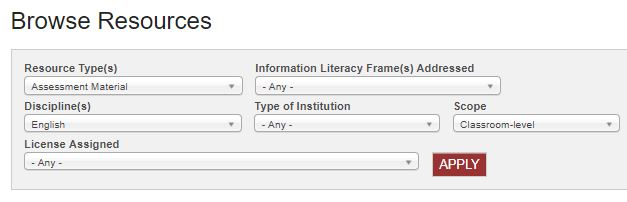 Browse Resources
Resource Type(s) Information Literacy Frame(s) Addressed
Assessment Material - Any -
Discipline(s) Type of Institution Scope
English - Any - Classroom-level
License Assigned
- Any - APPLY